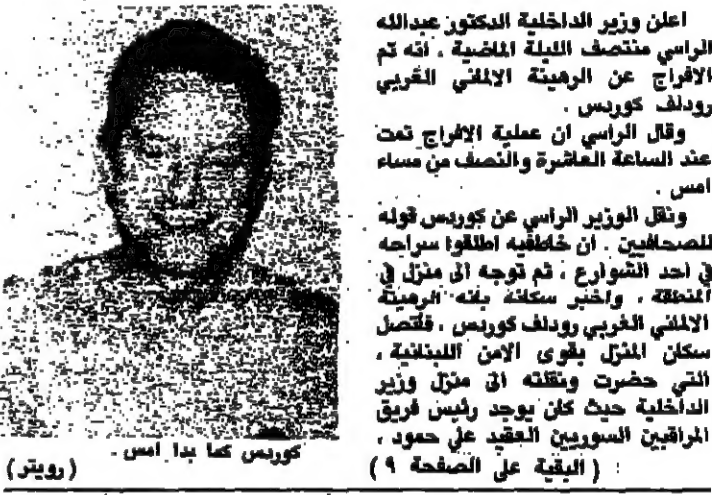 اعلن وزير الداخلية الدكتور عبدالله
الراسي منتصف الليلة الماضية ، انه تم
الافراج عن الرهينة الالماني الغربي
رودلف كوردس .
وقال الراسي ان عملية الافراج تمت
عند الساعة العاشرة والنصف من مساء
امس .
ونقل الوزير الراسي عن كوردس قوله
للصحافيين . ان خاطفيه اطلقوا سراحه
في احد الشوارع ، ثم توجه الى منزل في
المنطقة ، واخبر سكانه بانه الرهينة
الالماني الغربي رودلف كوردس . فاتصل
سكان المنزل بقوى الامن اللبنانية ،
التي حضرت ونقلته الى منزل وزير
الداخلية حيث كان يوجد رئيس فريق
المراقبين السوريين العقيد علي حمود ،
( البقية على الصفحة ٩ )
كوردس كما بدا امس .
(رويتر)